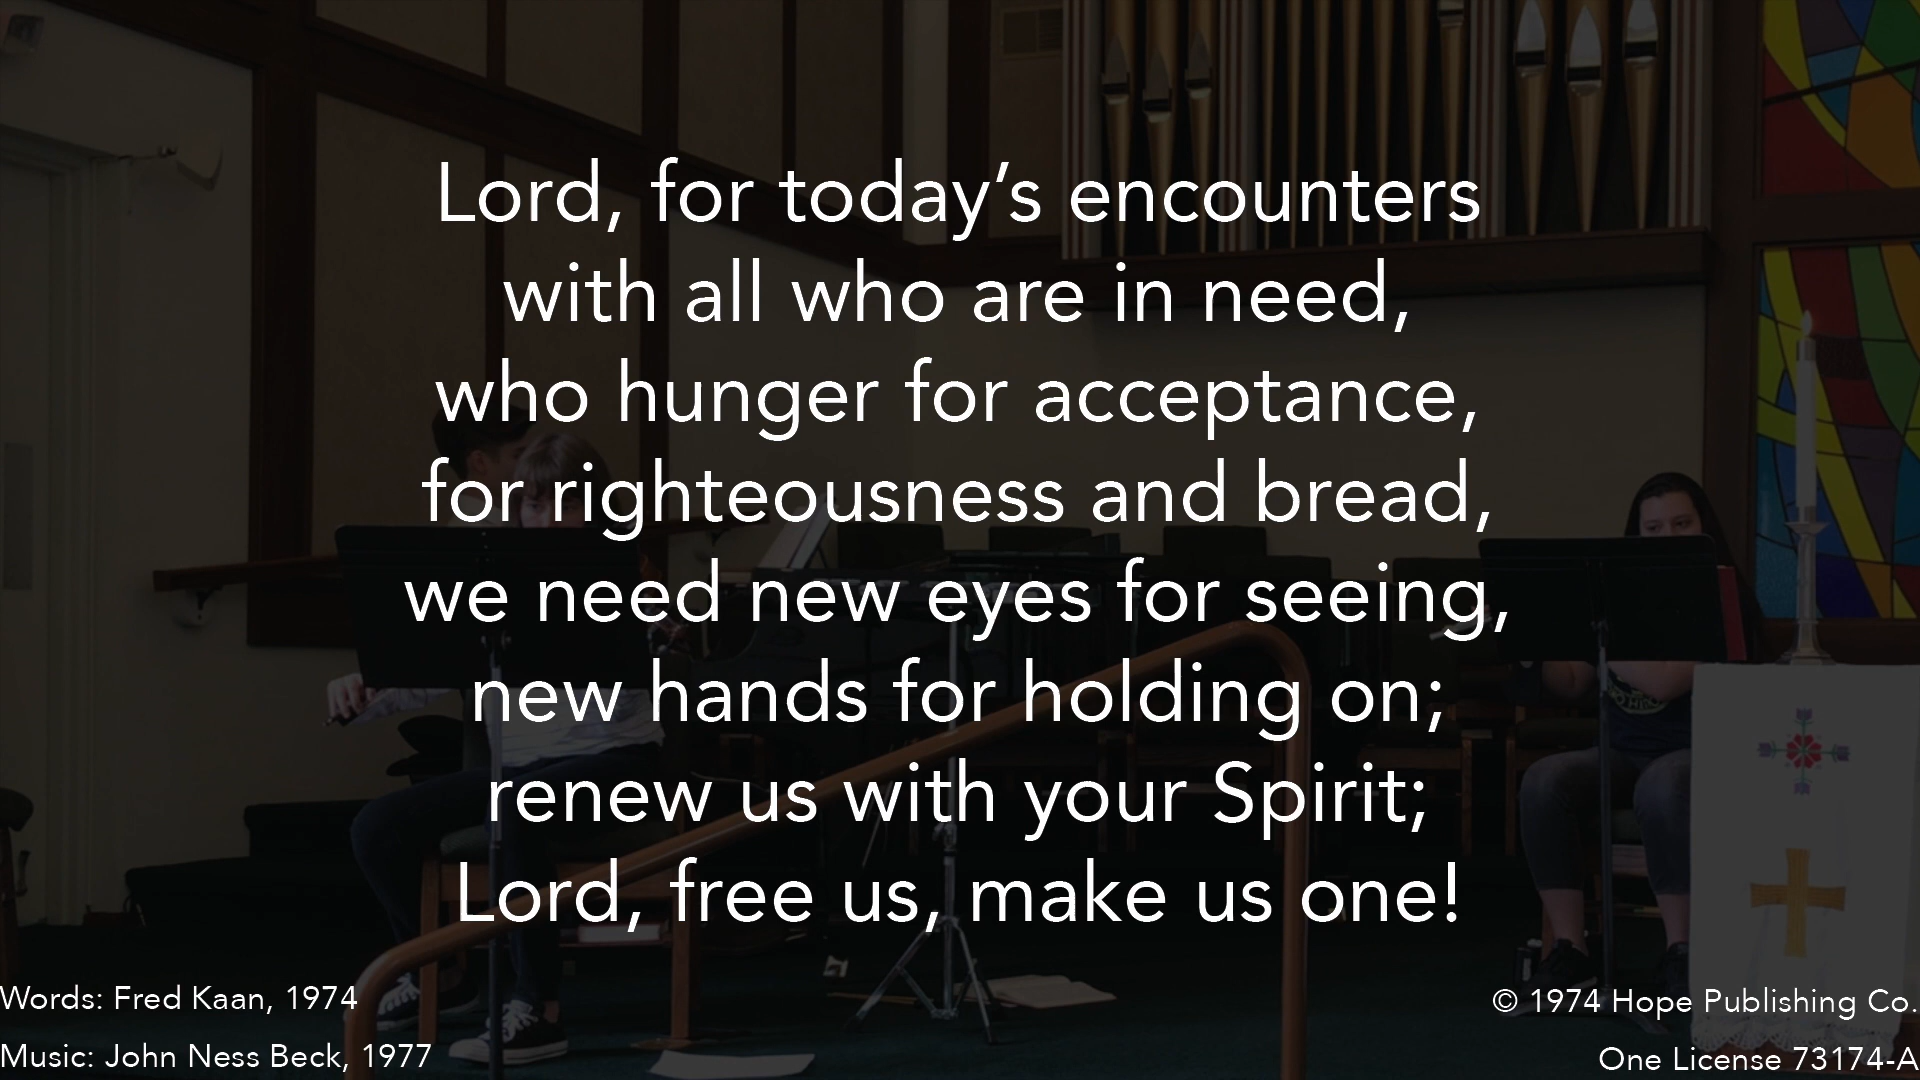 Lord, for today’s encounters
with all who are in need,
who hunger for acceptance,
for righteousness and bread,
we need new eyes for seeing,
new hands for holding on;
renew us with your Spirit;
Lord, free us, make us one!
Words: Fred Kaan, 1974
Music: John Ness Beck, 1977
© 1974 Hope Publishing Co.
One License 73174-A